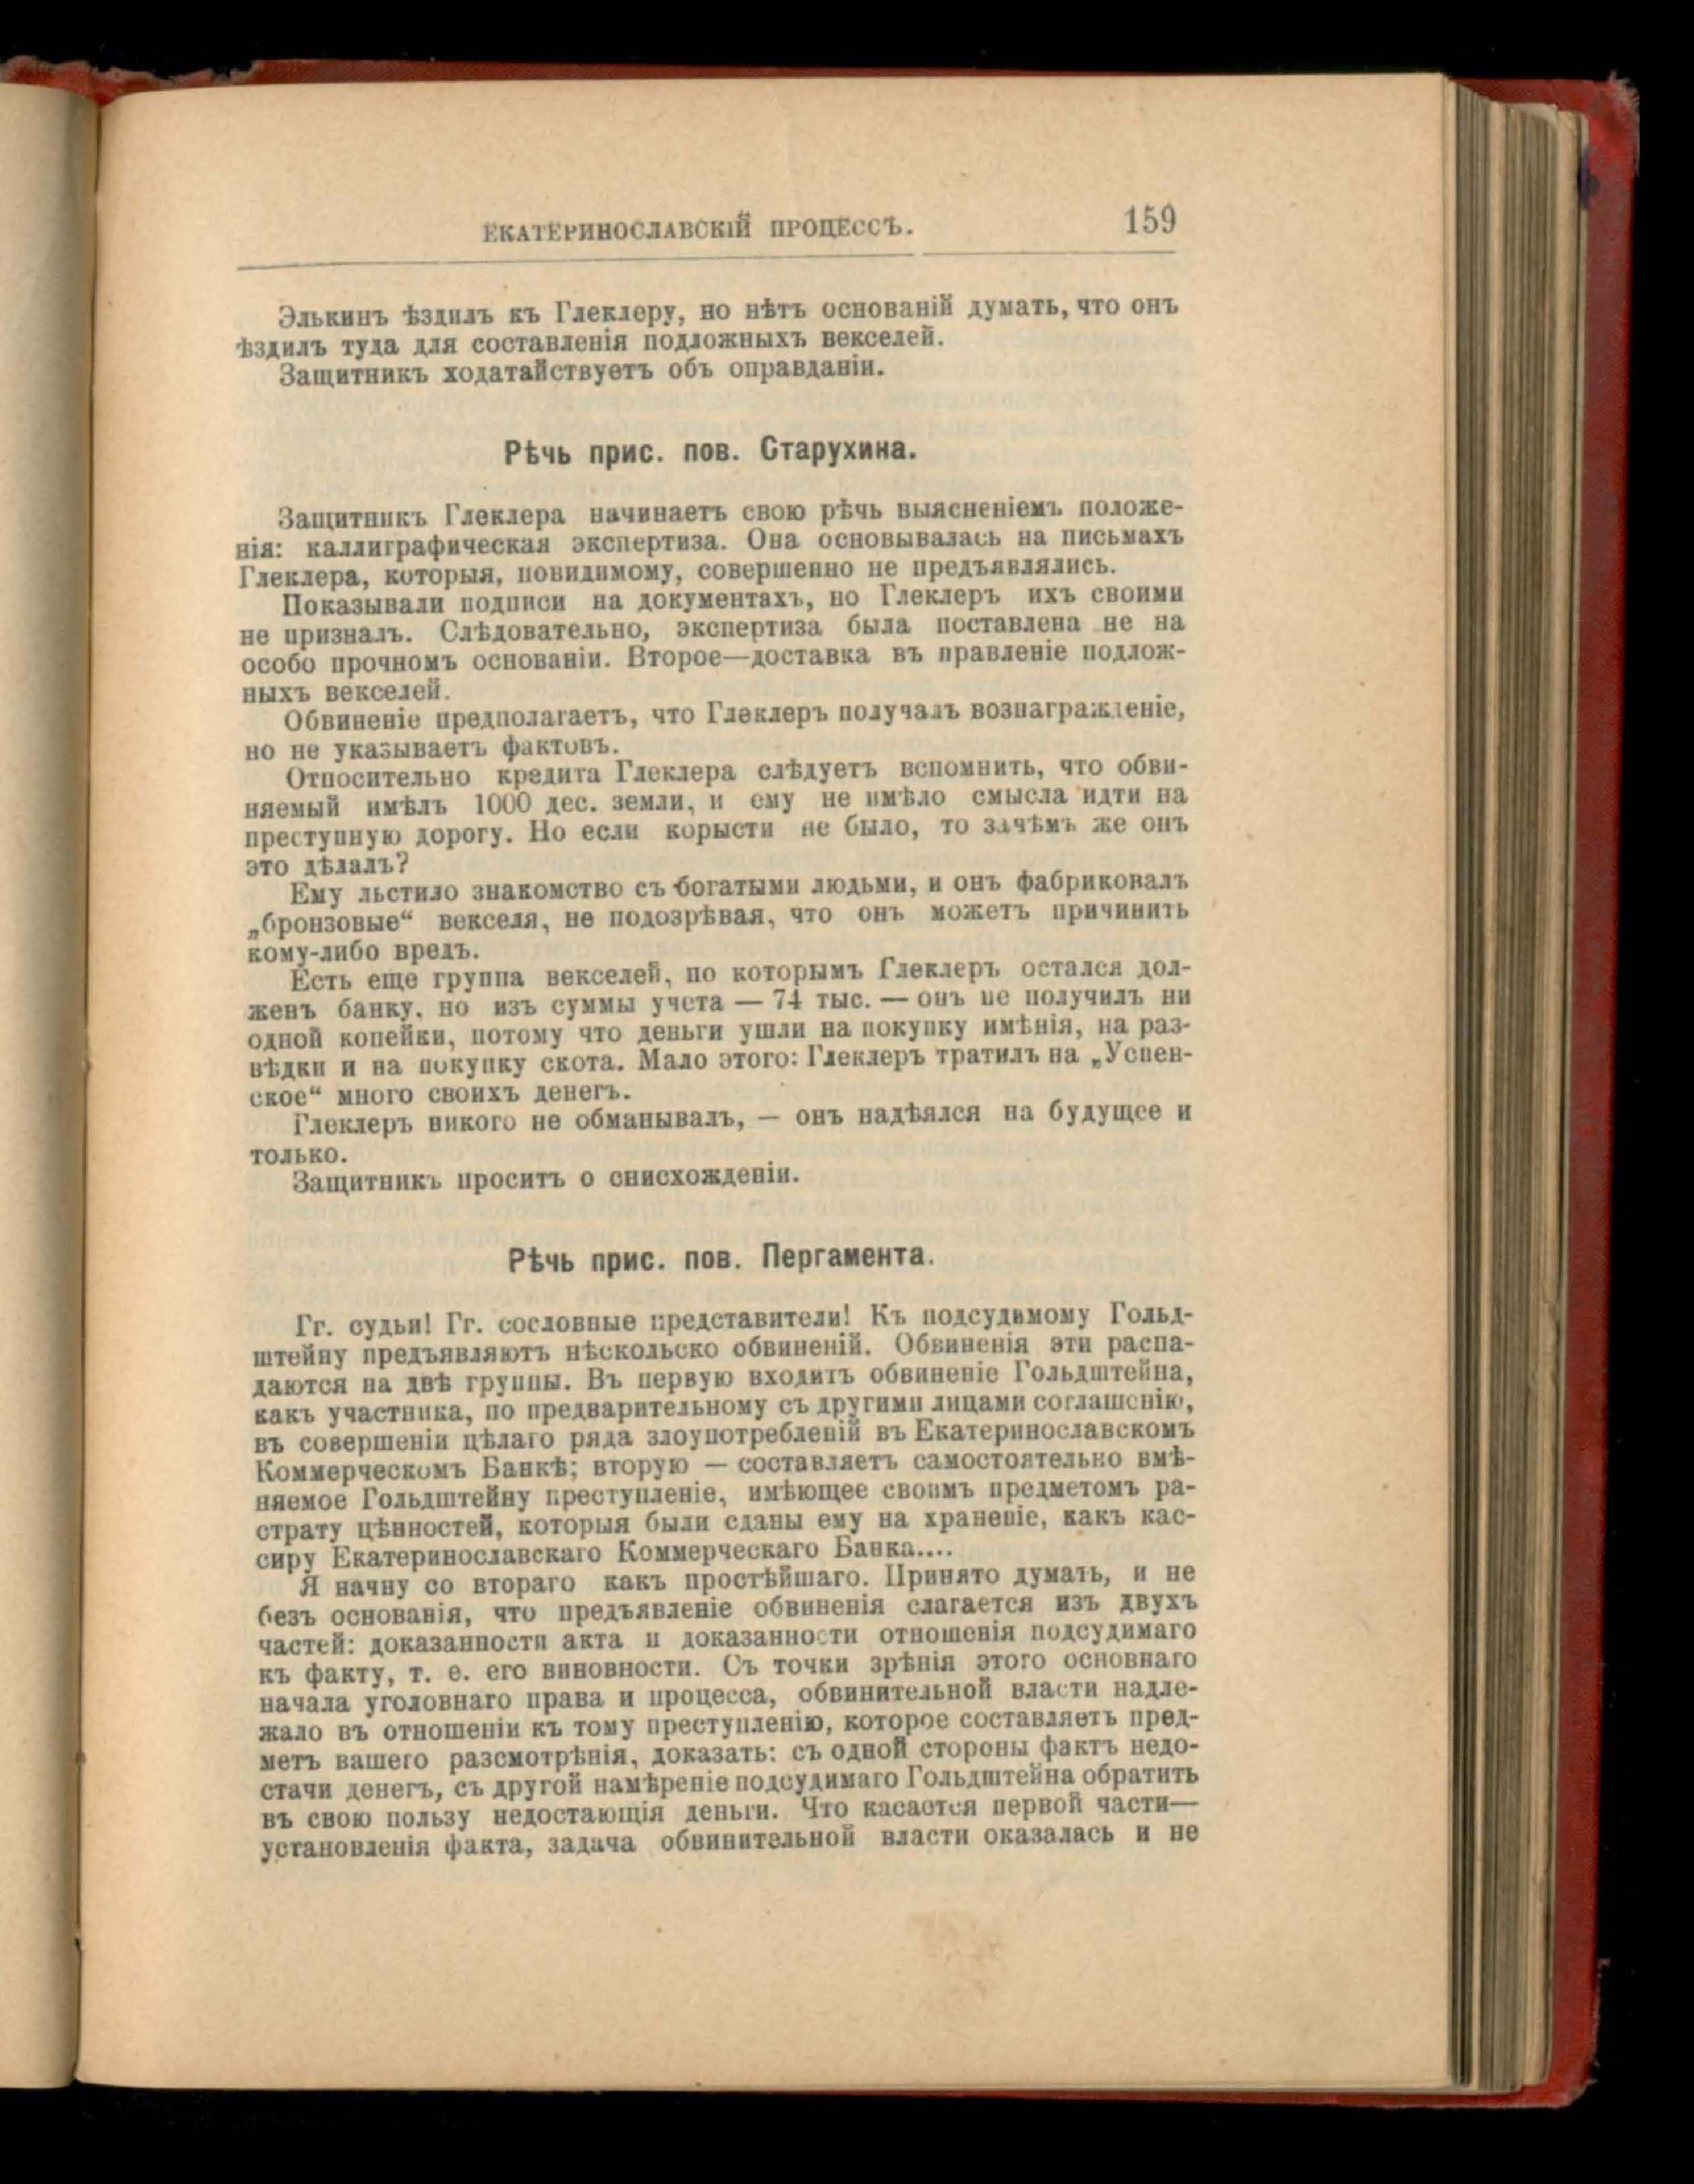 ЕКАТЕРИНОСЛАВСКІЙ ПРОЦЕССЪ. 159
Элькинъ ѣздилъ къ Глеклеру, но нѣтъ основаній думать, что онъ
ѣздилъ туда для составленія подложныхъ векселей.
Защитникъ ходатайствуетъ объ оправданіи.
Рѣчь прис. пов. Старухина.
Защитникъ Глеклера начинаетъ свою рѣчь выясненіемъ положе-
нія: каллиграфическая экспертиза. Она основывалась на письмахъ
Глеклера, которыя, повидимому, совершенно не предъявлялись.
Показывали подписи на документахъ, но Глеклеръ ихъ своими
не призналъ. Слѣдовательно, экспертиза была поставлена не на
особо прочномъ основаніи. Второе—доставка въ правленіе подлож-
ныхъ векселей.
Обвиненіе предполагаетъ, что Глеклеръ получалъ вознагражденіе,
но не указываетъ фактовъ.
Относительно кредита Глеклера слѣдуетъ вспомнить, что обви-
няемый имѣлъ 1000 дес. земли, и ему не имѣло смысла идти на
преступную дорогу. Но если корысти не было, то зачѣмъ же онъ
это дѣлалъ?
Ему льстило знакомство съ богатыми людьми, и онъ фабриковалъ
„бронзовые“ векселя, не подозрѣвая, что онъ можетъ причинить
кому-либо вредъ.
Есть еще группа векселей, по которымъ Глеклеръ остался дол-
женъ банку, но изъ суммы учета — 74 тыс. — онъ не получилъ ни
одной копейки, потому что деньги ушли на покупку имѣнія, на раз-
вѣдки и на покупку скота. Мало этого: Глеклеръ тратилъ на „Успен-
ское“ много своихъ денегъ.
Глеклеръ никого не обманывалъ, — онъ надѣялся на будущее и
только.
Защитникъ проситъ о снисхожденіи.
Рѣчь прис. пов. Пергамента.
Гг. судьи! Гг. сословные представители! Къ подсудимому Гольд-
штейну предъявляютъ нѣскольско обвиненій. Обвиненія эти распа-
даются на двѣ группы. Въ первую входитъ обвиненіе Гольдштейна,
какъ участника, по предварительному съ другими лицами соглашенію,
въ совершеніи цѣлаго ряда злоупотребленій въ Екатеринославскомъ
Коммерческомъ Банкѣ; вторую — составляетъ самостоятельно вмѣ-
няемое Гольдштейну преступленіе, имѣющее своимъ предметомъ ра-
страту цѣнностей, которыя были сданы ему на храненіе, какъ кас-
сиру Екатеринославскаго Коммерческаго Банка....
Я начну со втораго какъ простѣйшаго. Принято думать, и не
безъ основанія, что предъявленіе обвиненія слагается изъ двухъ
частей: доказанности акта и доказанности отношенія подсудимаго
къ факту, т. е. его виновности. Съ точки зрѣнія этого основнаго
начала уголовнаго права и процесса, обвинительной власти надле-
жало въ отношеніи къ тому преступленію, которое составляетъ пред-
метъ вашего разсмотрѣнія, доказать: съ одной стороны фактъ недо-
стачи денегъ, съ другой намѣреніе подсудимаго Гольдштейна обратить
въ свою пользу недостающія деньги. Что касается первой части—
установленія факта, задача обвинительной власти оказалась и не